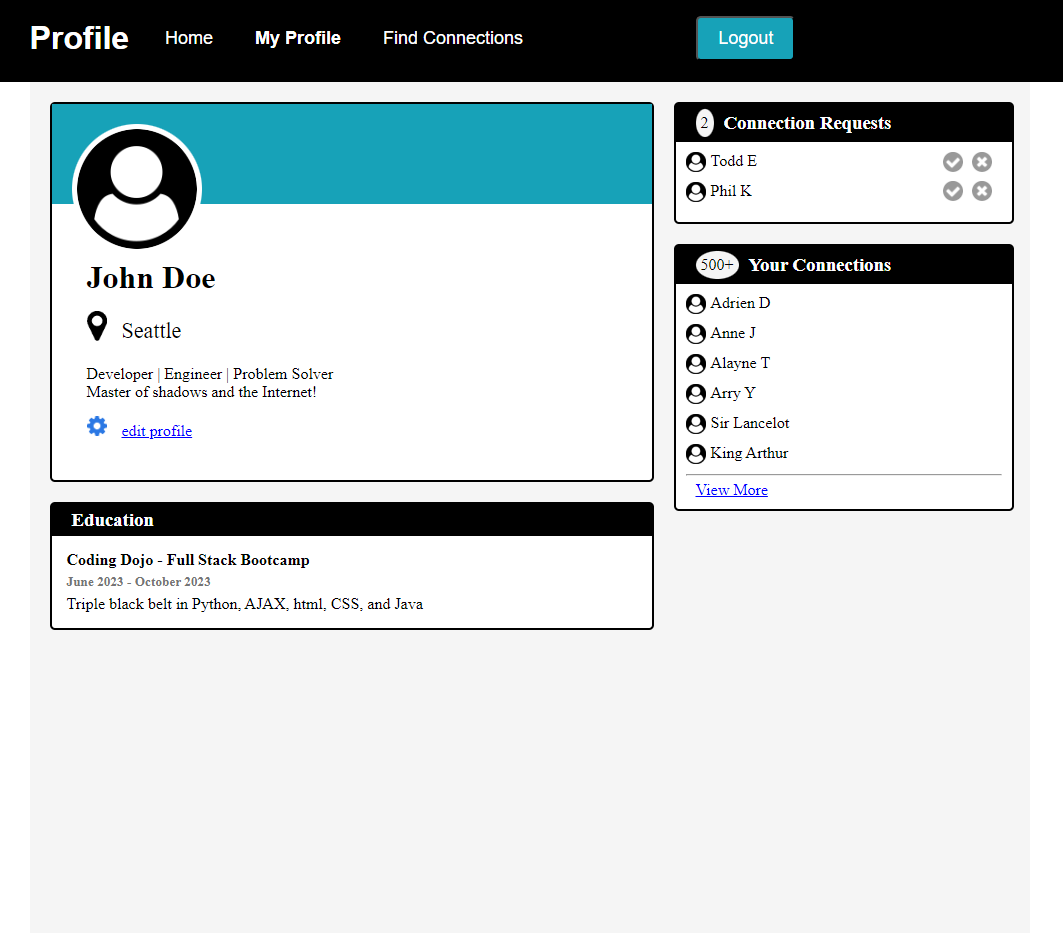 Profile Home My Profile Find Connections Logout
John Doe
Seattle
Developer | Engineer | Problem Solver
Master of shadows and the Internet!
edit profile
Education
Coding Dojo - Full Stack Bootcamp
June 2023 - October 2023
Triple black belt in Python, AJAX, html, CSS, and Java
2 Connection Requests
Todd E
Phil K
500+ Your Connections
Adrien D
Anne J
Alayne T
Arry Y
Sir Lancelot
King Arthur
View More